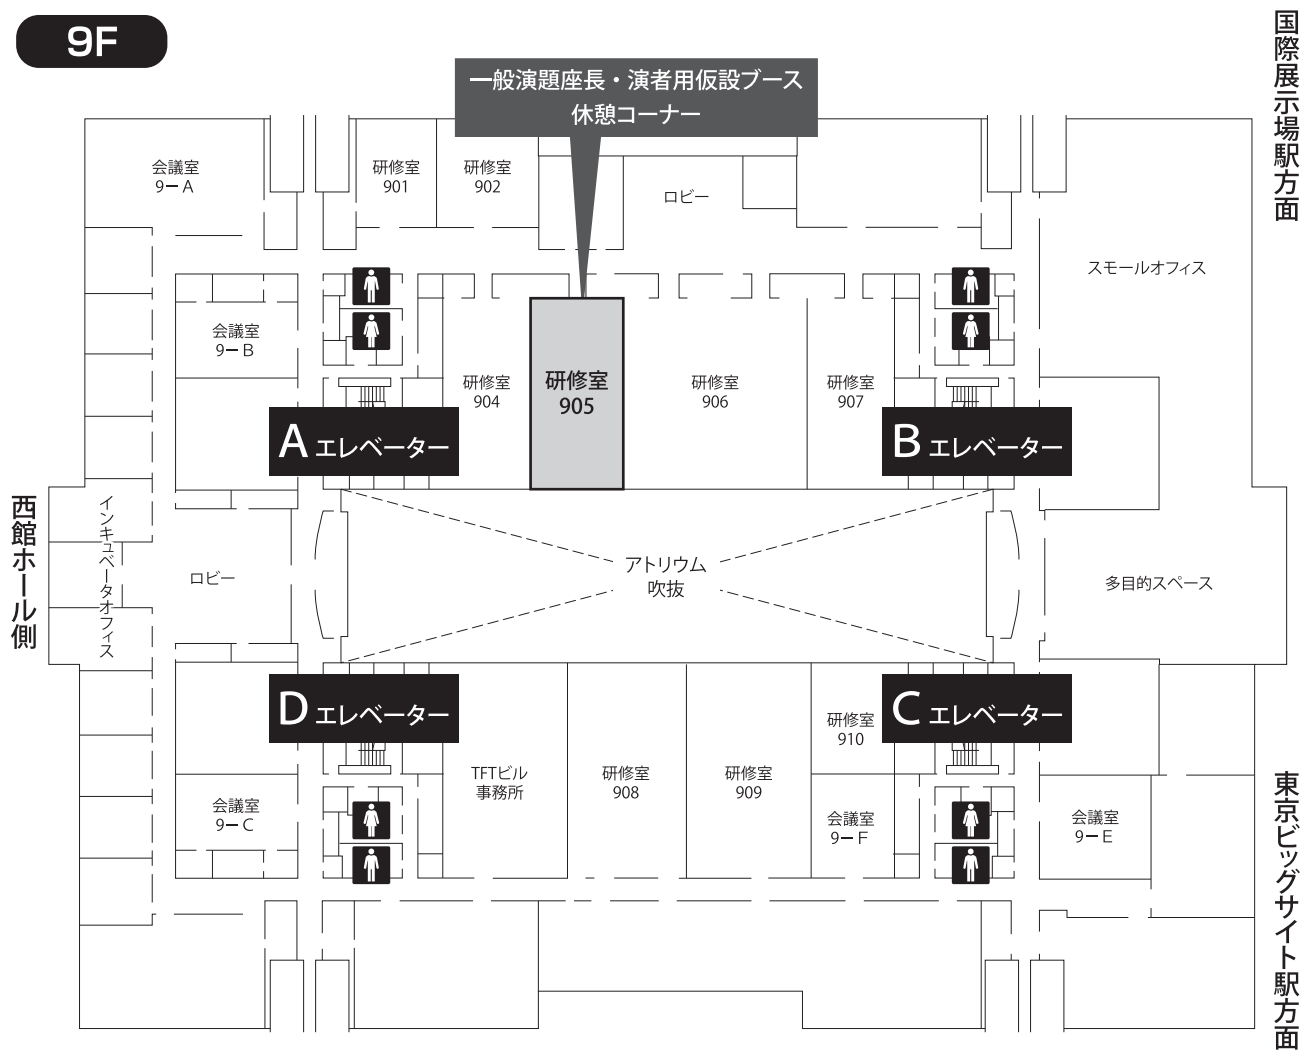 9F
国際展示場駅方面
一般演題座長・演者用仮設ブース
休憩コーナー
会議室
9ーA
研修室
901
研修室
902
ロビー
スモールオフィス
会議室
9ーB
研修室
904
研修室
905
研修室
906
研修室
907
A エレベーター
B エレベーター
西館ホール側
インキュベータオフィス
ロビー
アトリウム
吹抜
多目的スペース
D エレベーター
C エレベーター
研修室
910
TFTビル
事務所
研修室
908
研修室
909
会議室
9ーC
会議室
9ーF
会議室
9ーE
東京ビッグサイト駅方面